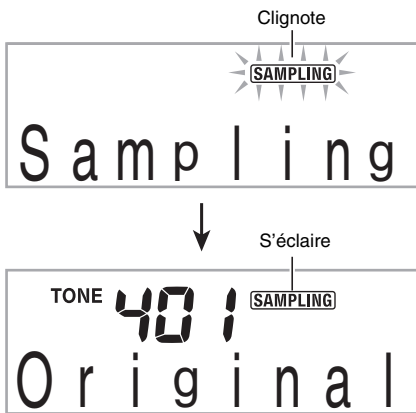 Clignote
SAMPLING
Sampling
S'éclaire
TONE 401 SAMPLING
Original